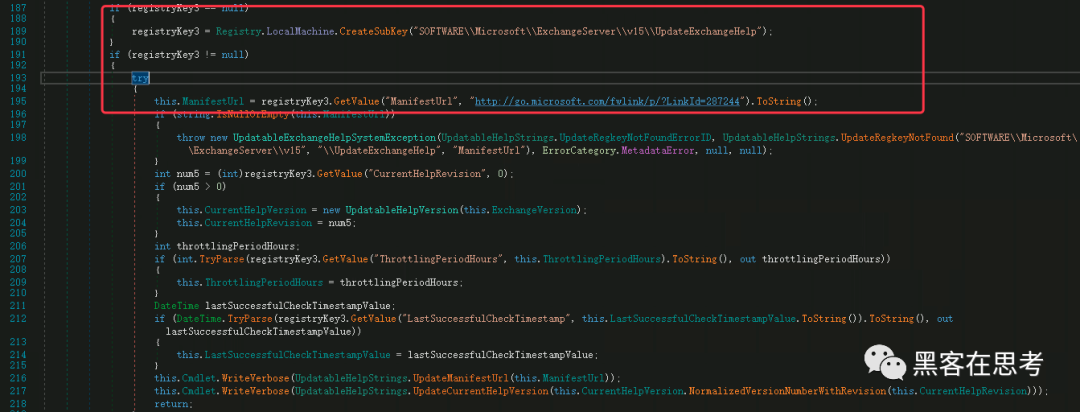 187 if (registryKey3 == null)
188 {
189 registryKey3 = Registry.LocalMachine.CreateSubKey("SOFTWARE\\Microsoft\\ExchangeServer\\v15\\UpdateExchangeHelp");
190 }
191 if (registryKey3 != null)
192 {
193 try
194 {
195 this.ManifestUrl = registryKey3.GetValue("ManifestUrl", "http://go.microsoft.com/fwlink/p/?LinkId=287244").ToString();
196 if (string.IsNullOrEmpty(this.ManifestUrl))
197 {
198 throw new UpdatableExchangeHelpSystemException(UpdatableHelpStrings.UpdateRegkeyNotFoundErrorID, UpdatableHelpStrings.UpdateRegkeyNotFound("SOFTWARE\\Microsoft\
\ExchangeServer\\v15", "\\UpdateExchangeHelp", "ManifestUrl"), ErrorCategory.MetadataError, null, null);
199 }
200 int num5 = (int)registryKey3.GetValue("CurrentHelpRevision", 0);
201 if (num5 > 0)
202 {
203 this.CurrentHelpVersion = new UpdatableHelpVersion(this.ExchangeVersion);
204 this.CurrentHelpRevision = num5;
205 }
206 int throttlingPeriodHours;
207 if (int.TryParse(registryKey3.GetValue("ThrottlingPeriodHours", this.ThrottlingPeriodHours).ToString(), out throttlingPeriodHours))
208 {
209 this.ThrottlingPeriodHours = throttlingPeriodHours;
210 }
211 DateTime lastSuccessfulCheckTimestampValue;
212 if (DateTime.TryParse(registryKey3.GetValue("LastSuccessfulCheckTimestamp", this.LastSuccessfulCheckTimestampValue.ToString()).ToString(), out
lastSuccessfulCheckTimestampValue))
213 {
214 this.LastSuccessfulCheckTimestampValue = lastSuccessfulCheckTimestampValue;
215 }
216 this.Cmdlet.WriteVerbose(UpdatableHelpStrings.UpdateManifestUrl(this.ManifestUrl));
217 this.Cmdlet.WriteVerbose(UpdatableHelpStrings.UpdateCurrentHelpVersion(this.CurrentHelpVersion.NormalizedVersionNumberWithRevision(this.CurrentHelpRevision)));
218 return;
黑客在思考